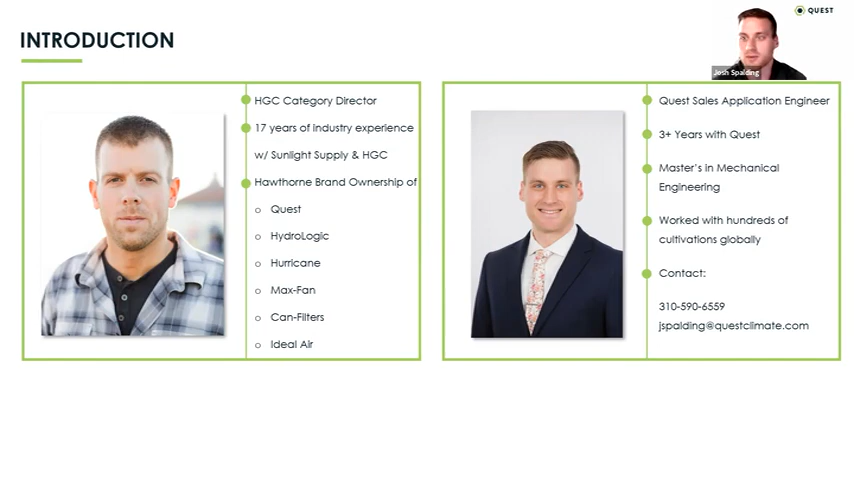 QUEST
INTRODUCTION
Josh Spalding
HGC Category Director
17 years of industry experience
w/ Sunlight Supply & HGC
Hawthorne Brand Ownership of
o Quest
o HydroLogic
o Hurricane
o Max-Fan
o Can-Filters
o Ideal Air
Quest Sales Application Engineer
3+ Years with Quest
Master's in Mechanical
Engineering
Worked with hundreds of
cultivations globally
Contact:
310-590-6559
jspalding@questclimate.com